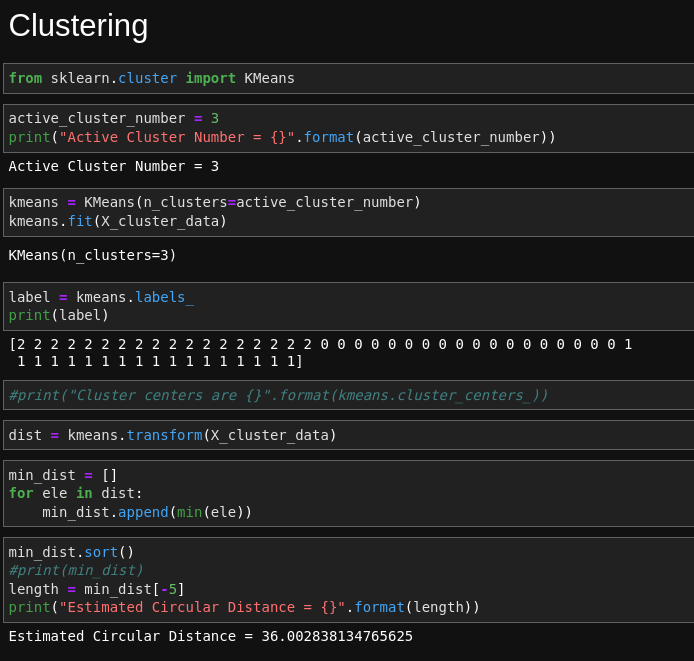 Clustering
from sklearn.cluster import KMeans
active_cluster_number = 3
print("Active Cluster Number = {}".format(active_cluster_number))
Active Cluster Number = 3
kmeans = KMeans(n_clusters=active_cluster_number)
kmeans.fit(X_cluster_data)
KMeans(n_clusters=3)
label = kmeans.labels_
print(label)
[2 2 2 2 2 2 2 2 2 2 2 2 2 2 2 2 2 2 0 0 0 0 0 0 0 0 0 0 0 0 0 0 0 0 0 0 1
 1 1 1 1 1 1 1 1 1 1 1 1 1 1 1 1 1]
#print("Cluster centers are {}".format(kmeans.cluster_centers_))
dist = kmeans.transform(X_cluster_data)
min_dist = []
for ele in dist:
    min_dist.append(min(ele))
min_dist.sort()
#print(min_dist)
length = min_dist[-5]
print("Estimated Circular Distance = {}".format(length))
Estimated Circular Distance = 36.002838134765625